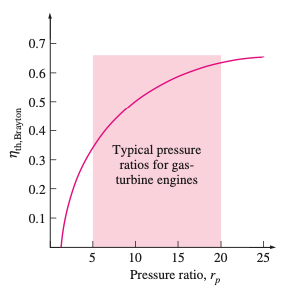 0.7
0.6
0.5
0.4
0.3
0.2
0.1
ηth,Brayton
Typical pressure
ratios for gas-
turbine engines
5 10 15 20 25
Pressure ratio, rp